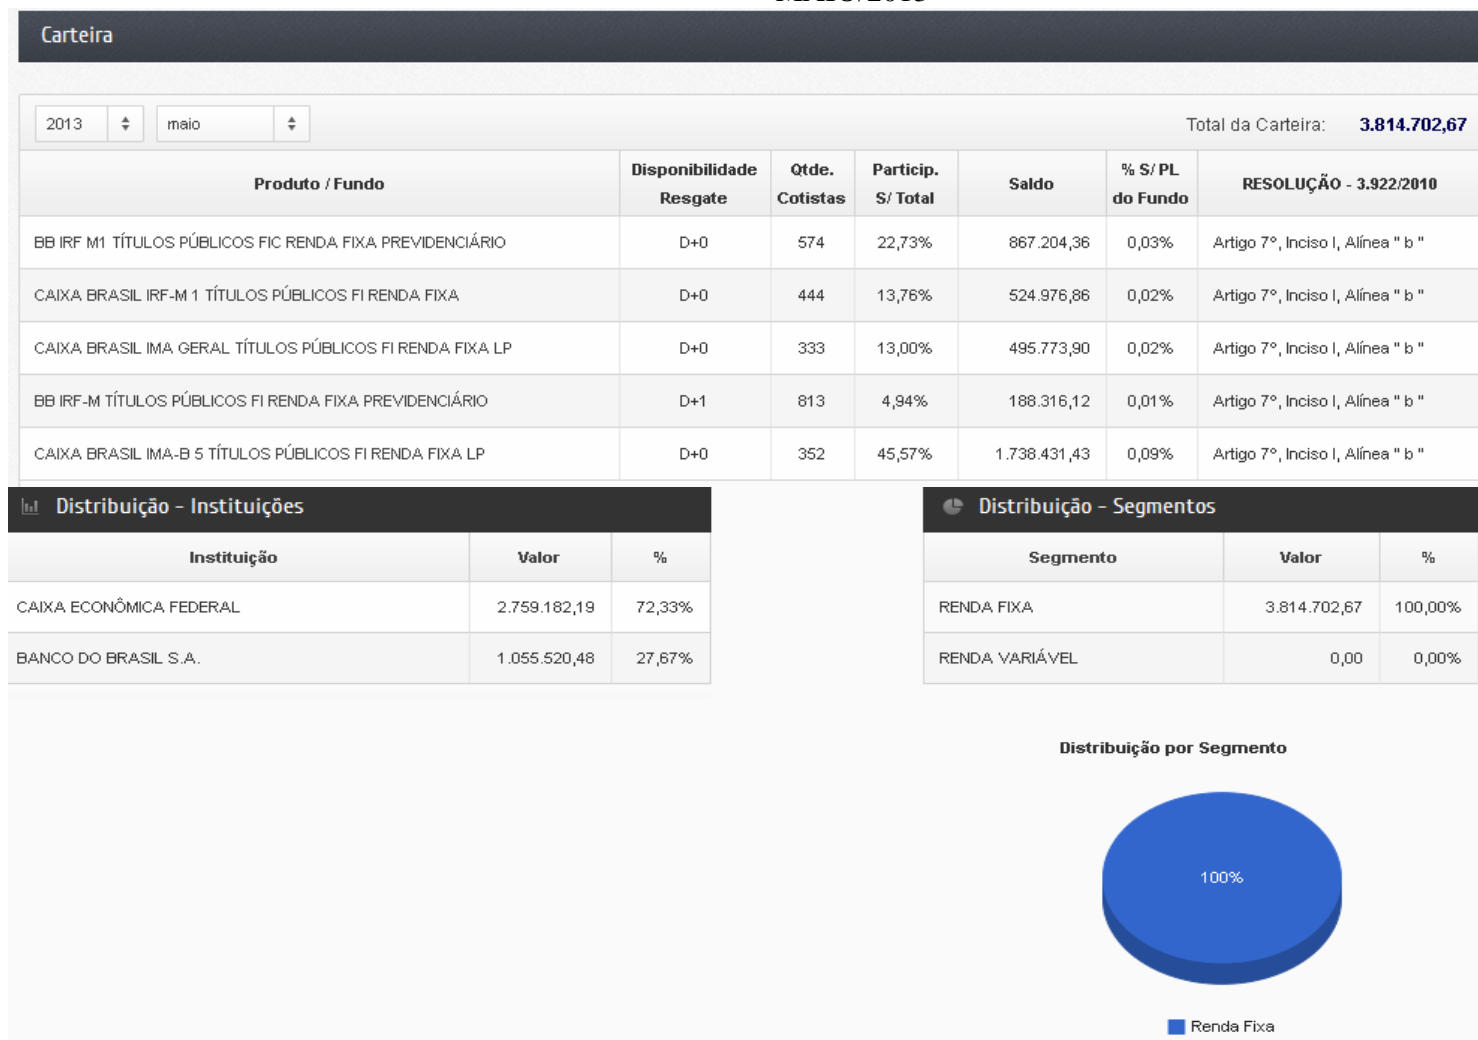 MAIO/2013
Carteira
2013 maio Total da Carteira: 3.814.702,67
Produto / Fundo Disponibilidade Resgate Qtde. Cotistas Particip. S/ Total Saldo % S/ PL do Fundo RESOLUÇÃO - 3.922/2010
BB IRF M1 TÍTULOS PÚBLICOS FIC RENDA FIXA PREVIDENCIÁRIO D+0 574 22,73% 867.204,36 0,03% Artigo 7º, Inciso I, Alínea " b "
CAIXA BRASIL IRF-M 1 TÍTULOS PÚBLICOS FI RENDA FIXA D+0 444 13,76% 524.976,86 0,02% Artigo 7º, Inciso I, Alínea " b "
CAIXA BRASIL IMA GERAL TÍTULOS PÚBLICOS FI RENDA FIXA LP D+0 333 13,00% 495.773,90 0,02% Artigo 7º, Inciso I, Alínea " b "
BB IRF-M TÍTULOS PÚBLICOS FI RENDA FIXA PREVIDENCIÁRIO D+1 813 4,94% 188.316,12 0,01% Artigo 7º, Inciso I, Alínea " b "
CAIXA BRASIL IMA-B 5 TÍTULOS PÚBLICOS FI RENDA FIXA LP D+0 352 45,57% 1.738.431,43 0,09% Artigo 7º, Inciso I, Alínea " b "
Distribuição - Instituições
Instituição Valor %
CAIXA ECONÔMICA FEDERAL 2.759.182,19 72,33%
BANCO DO BRASIL S.A. 1.055.520,48 27,67%
Distribuição - Segmentos
Segmento Valor %
RENDA FIXA 3.814.702,67 100,00%
RENDA VARIÁVEL 0,00 0,00%
Distribuição por Segmento
100%
Renda Fixa